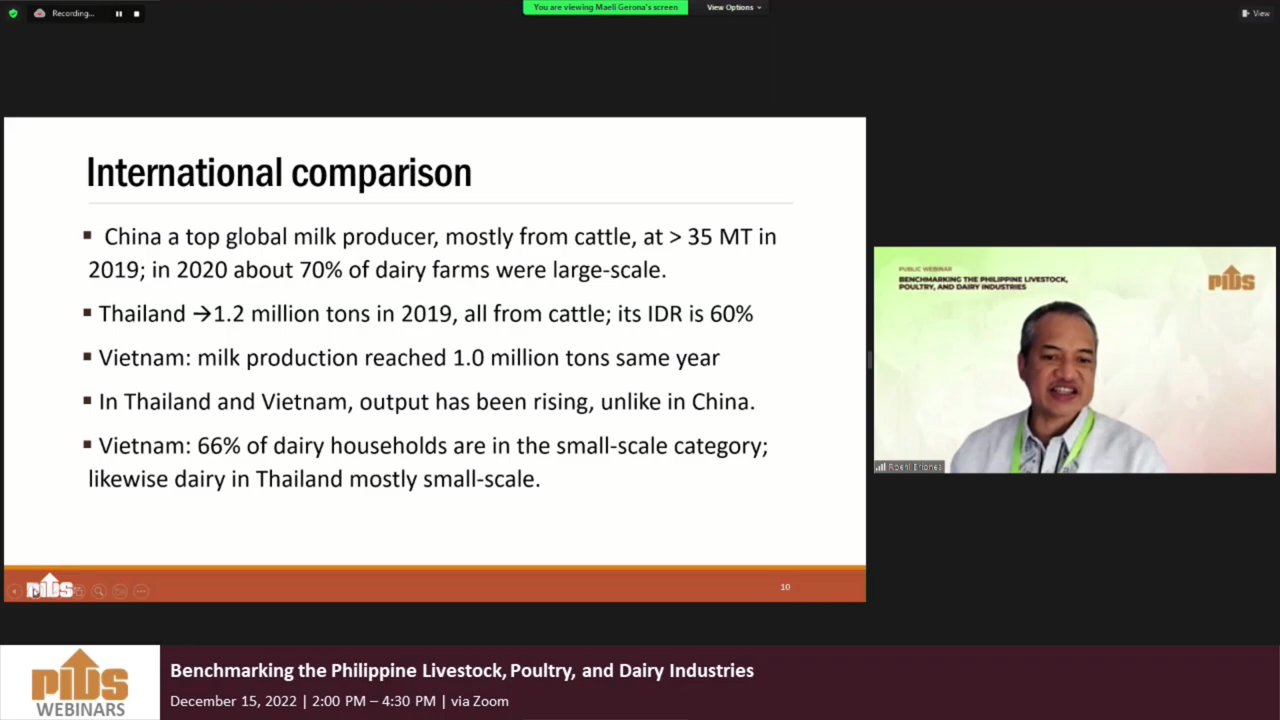 Recording...
You are viewing Maeli Gerona's screen
View Options
View
International comparison
▪ China a top global milk producer, mostly from cattle, at > 35 MT in
2019; in 2020 about 70% of dairy farms were large-scale.
▪ Thailand →1.2 million tons in 2019, all from cattle; its IDR is 60%
▪ Vietnam: milk production reached 1.0 million tons same year
▪ In Thailand and Vietnam, output has been rising, unlike in China.
▪ Vietnam: 66% of dairy households are in the small-scale category;
likewise dairy in Thailand mostly small-scale.
PIDS
10
PUBLIC WEBINAR
BENCHMARKING THE PHILIPPINE LIVESTOCK,
POULTRY, AND DAIRY INDUSTRIES
PIDS
Roehl Briones
PIDS
WEBINARS
Benchmarking the Philippine Livestock, Poultry, and Dairy Industries
December 15, 2022 | 2:00 PM – 4:30 PM | via Zoom